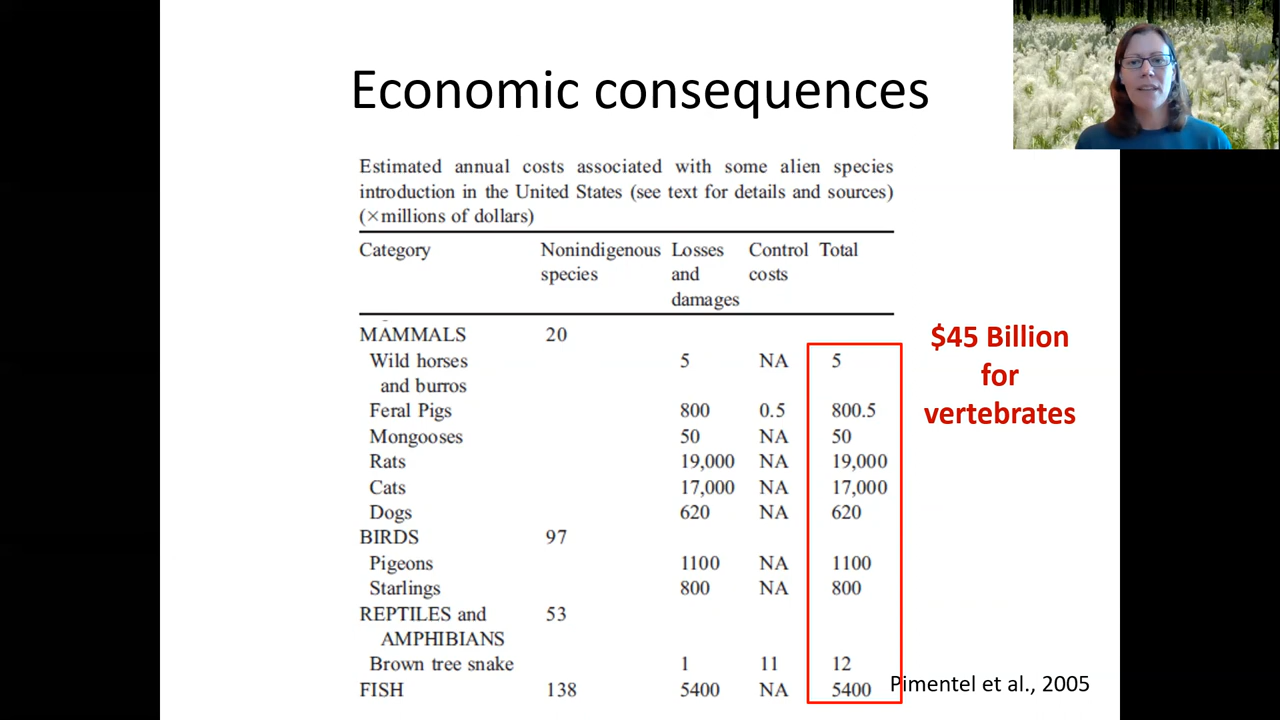 Economic consequences
Estimated annual costs associated with some alien species
introduction in the United States (see text for details and sources)
(×millions of dollars)
Category Nonindigenous Losses Control Total
species and costs
damages
MAMMALS 20
Wild horses 5 NA 5
and burros
Feral Pigs 800 0.5 800.5
Mongooses 50 NA 50
Rats 19,000 NA 19,000
Cats 17,000 NA 17,000
Dogs 620 NA 620
BIRDS 97
Pigeons 1100 NA 1100
Starlings 800 NA 800
REPTILES and 53
AMPHIBIANS
Brown tree snake 1 11 12
FISH 138 5400 NA 5400
$45 Billion
for
vertebrates
Pimentel et al., 2005